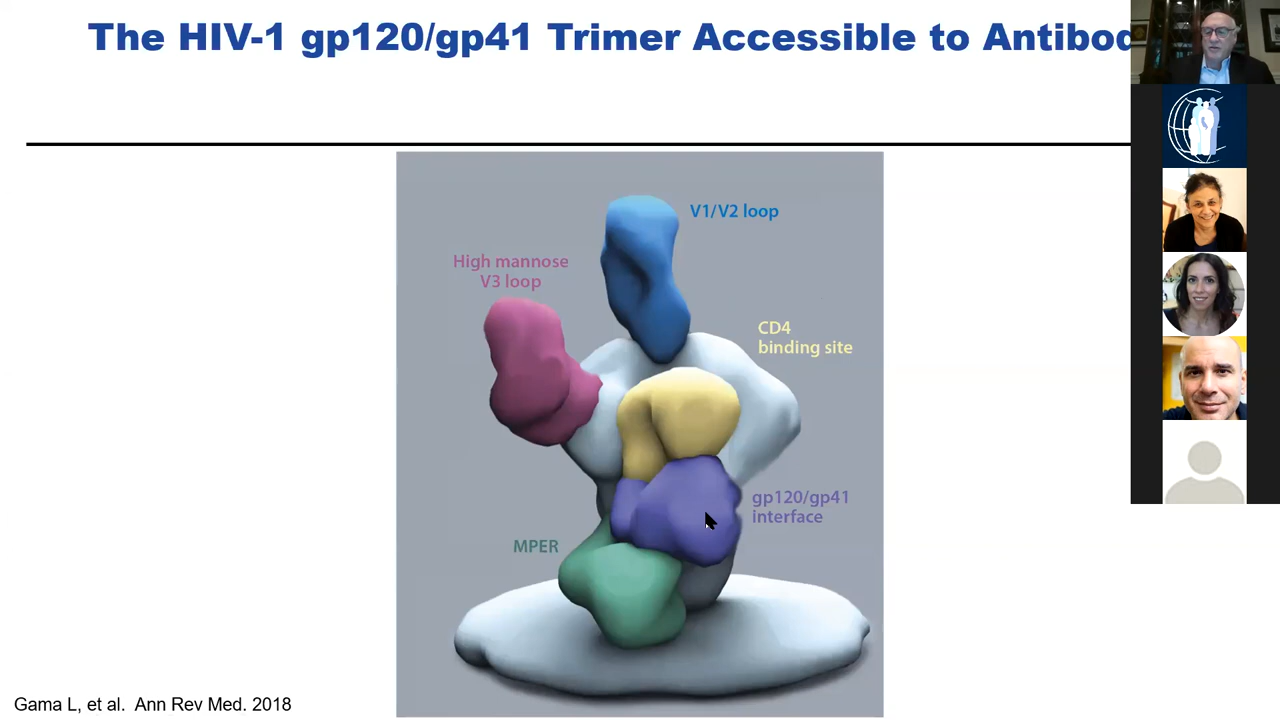 The HIV-1 gp120/gp41 Trimer Accessible to
V1/V2 loop
High mannose
V3 loop
CD4
binding site
gp120/gp41
interface
MPER
Gama L, et al. Ann Rev Med. 2018